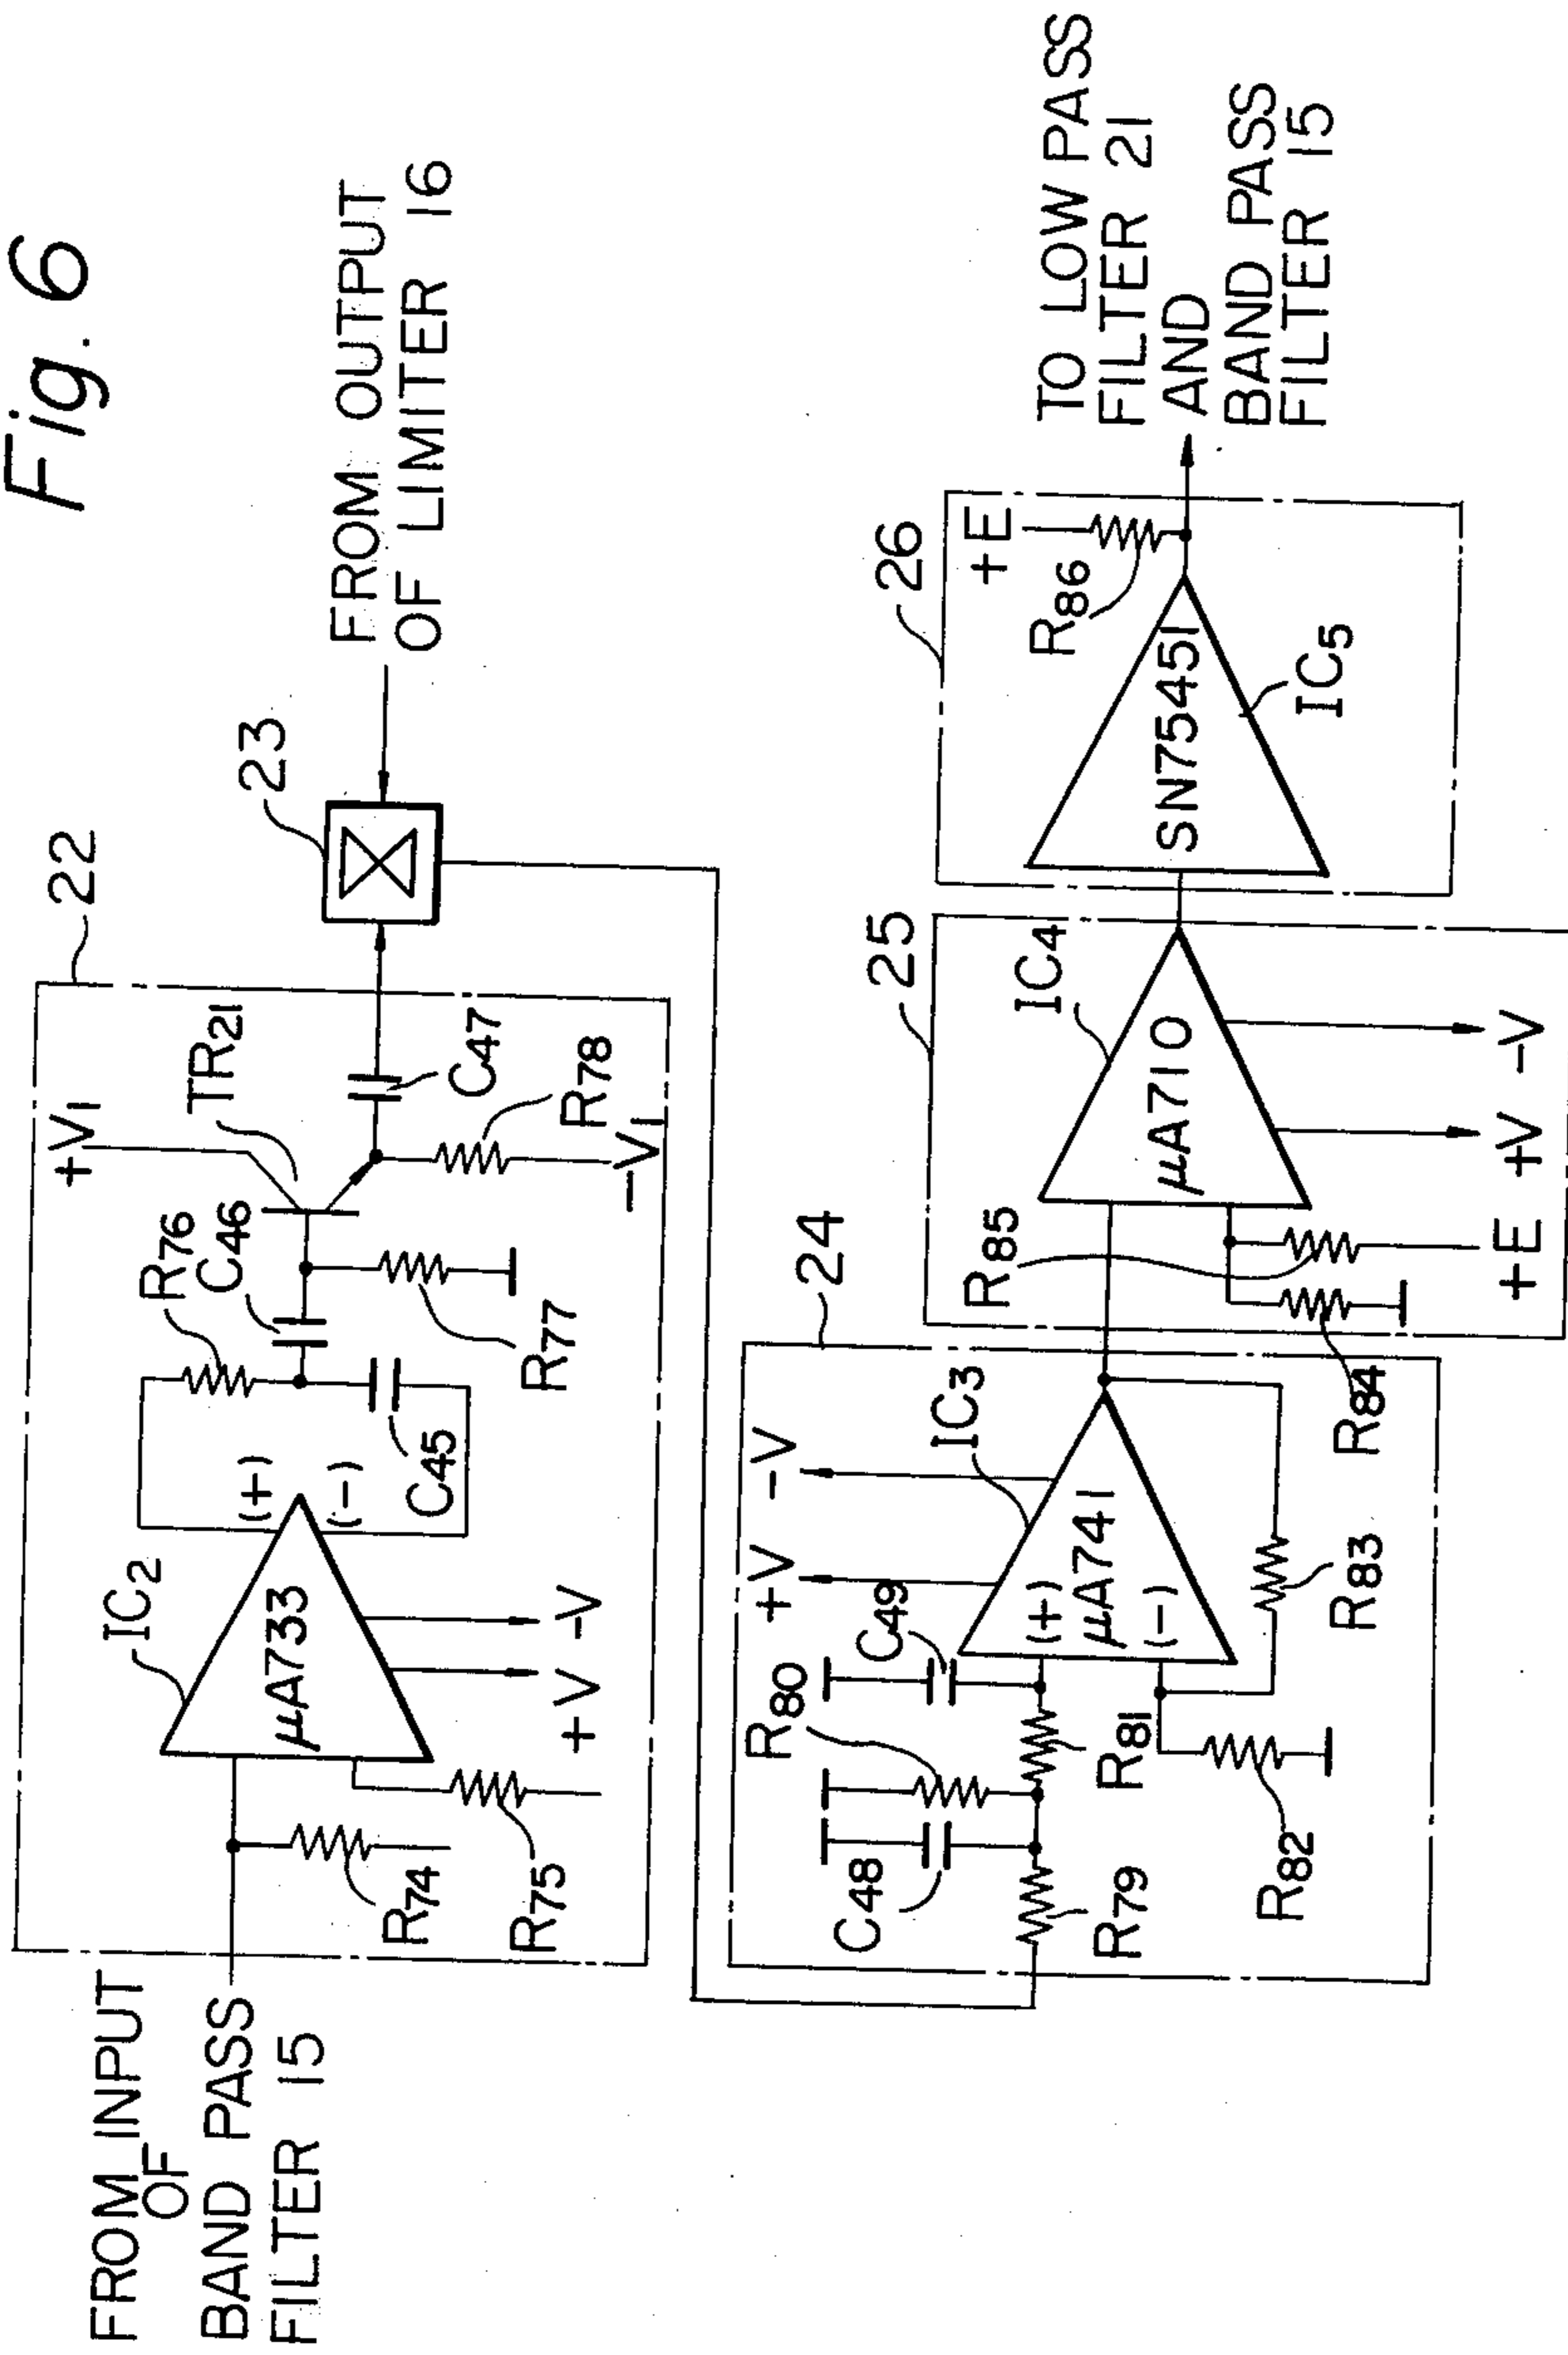 Fig. 6
FROM INPUT
OF
BAND PASS
FILTER 15
22
IC2
μA733
(+)
(-)
+V
-V
R74
R75
R76
C45
C46
R77
+V1
TR21
C47
R78
-V1
23
FROM OUTPUT
OF LIMITER 16
24
C48
R79
R80
C49
R81
R82
+V
-V
IC3
(+)
μA741
(-)
R83
25
R85
R84
IC4
μA710
+E
+V
-V
26
+E
R86
SN75451
IC5
TO LOW PASS
FILTER 21
AND
BAND PASS
FILTER 15